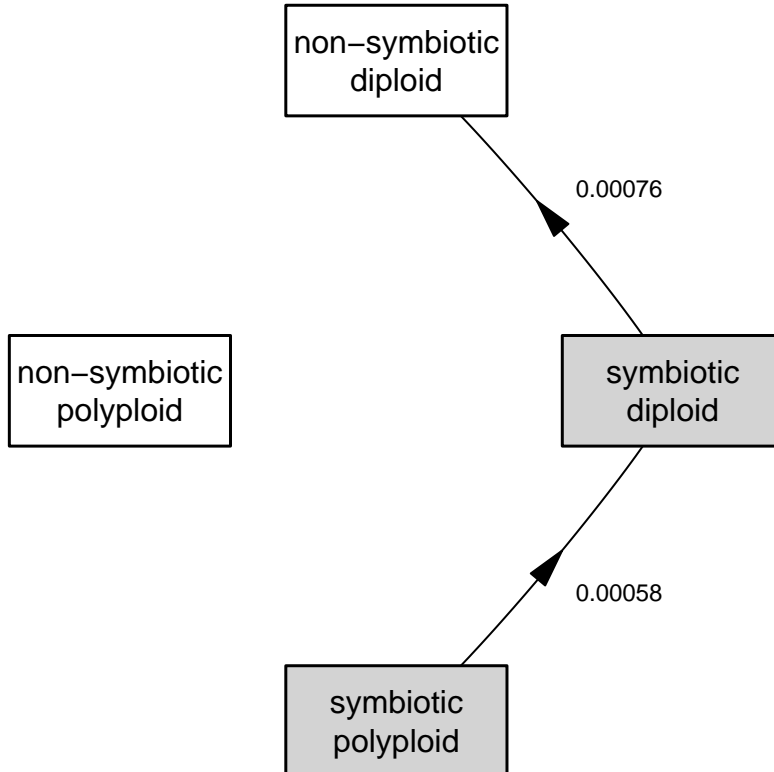 non−symbiotic
diploid
0.00076
non−symbiotic
polyploid
symbiotic
diploid
0.00058
symbiotic
polyploid